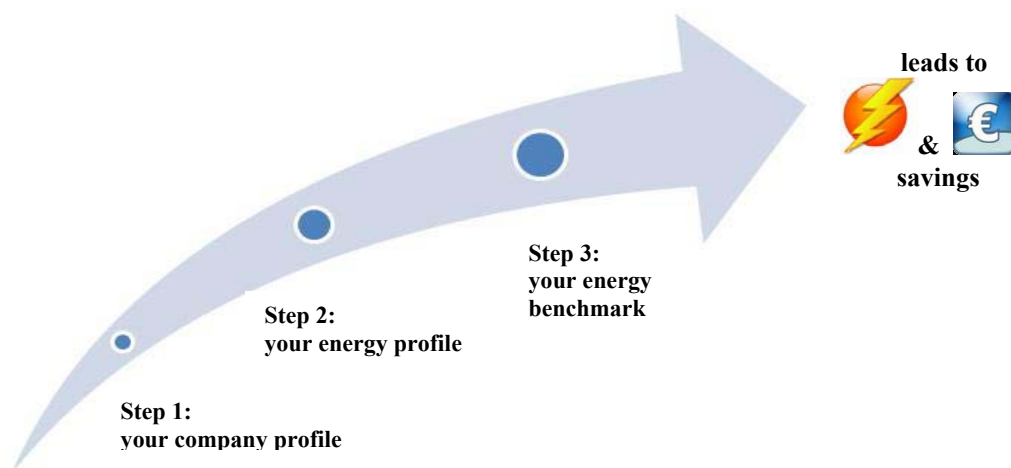 leads to
€
&
savings
Step 3:
your energy
benchmark
Step 2:
your energy profile
Step 1:
your company profile